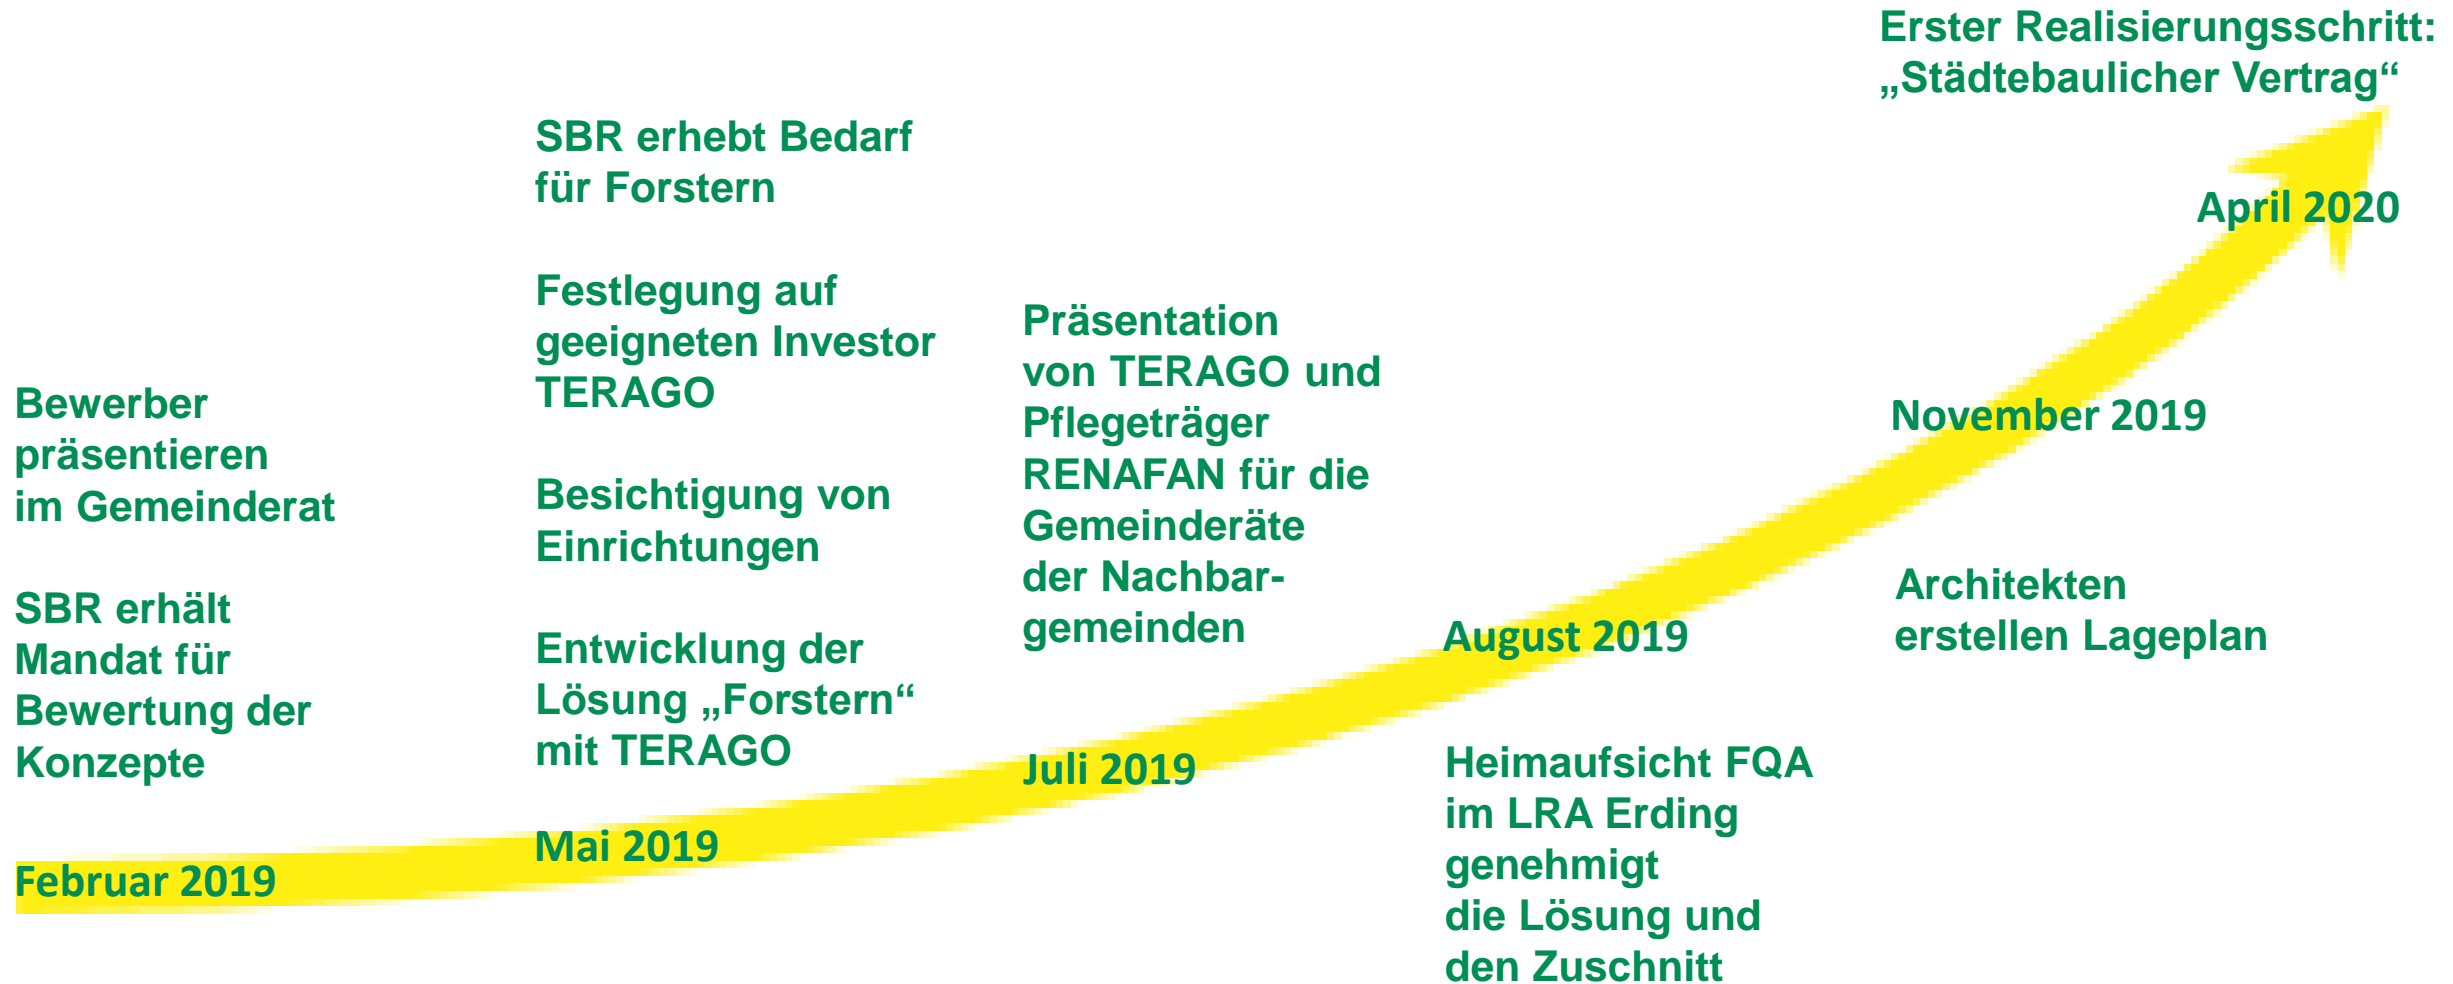 Bewerber
präsentieren
im Gemeinderat
SBR erhält
Mandat für
Bewertung der
Konzepte
Februar 2019
SBR erhebt Bedarf
für Forstern
Festlegung auf
geeigneten Investor
TERAGO
Besichtigung von
Einrichtungen
Entwicklung der
Lösung „Forstern“
mit TERAGO
Mai 2019
Präsentation
von TERAGO und
Pflegeträger
RENAFAN für die
Gemeinderäte
der Nachbar-
gemeinden
Juli 2019
August 2019
Heimaufsicht FQA
im LRA Erding
genehmigt
die Lösung und
den Zuschnitt
November 2019
Architekten
erstellen Lageplan
Erster Realisierungsschritt:
„Städtebaulicher Vertrag“
April 2020